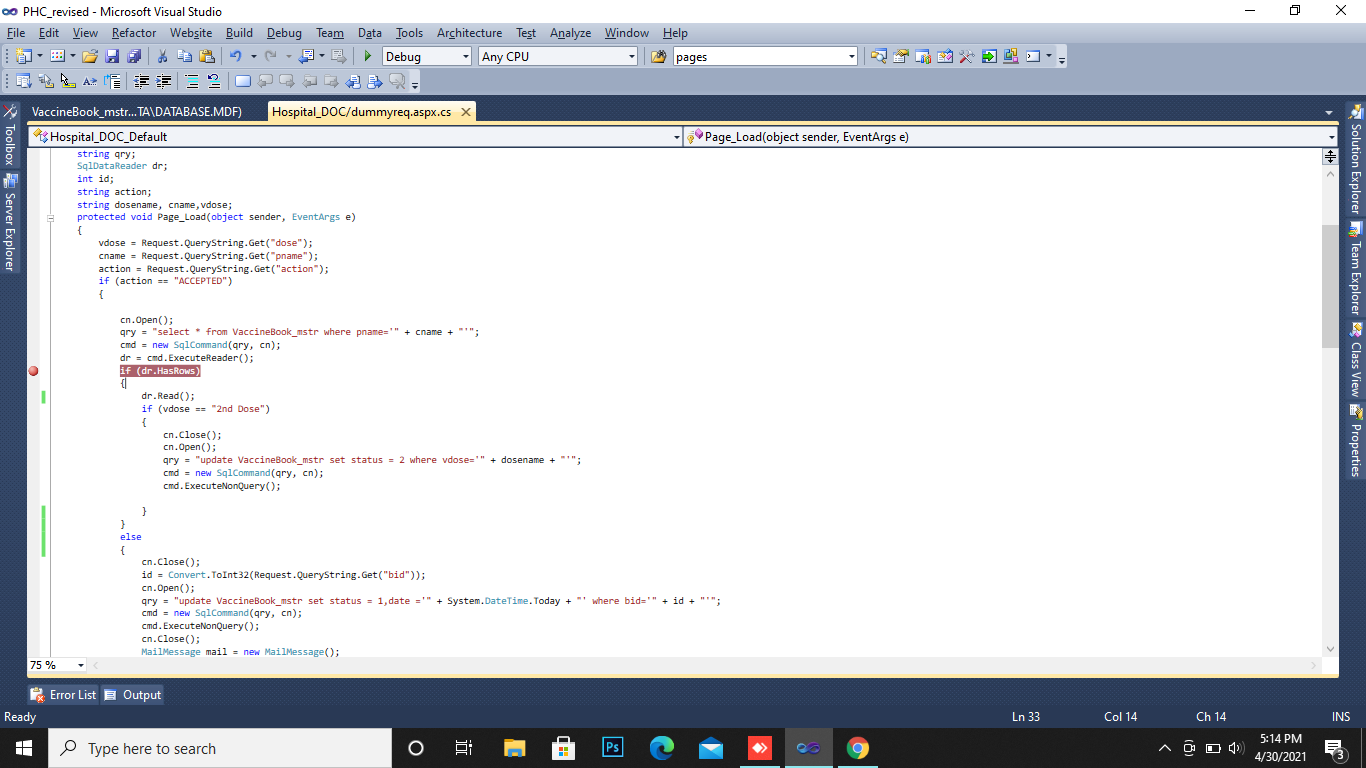 PHC_revised - Microsoft Visual Studio
File Edit View Refactor Website Build Debug Team Data Tools Architecture Test Analyze Window Help
Debug Any CPU pages
VaccineBook_mstr...TA\DATABASE.MDF) Hospital_DOC/dummyreq.aspx.cs
Hospital_DOC_Default Page_Load(object sender, EventArgs e)
Toolbox
Server Explorer
string qry;
SqlDataReader dr;
int id;
string action;
string dosename, cname,vdose;
protected void Page_Load(object sender, EventArgs e)
{
vdose = Request.QueryString.Get("dose");
cname = Request.QueryString.Get("pname");
action = Request.QueryString.Get("action");
if (action == "ACCEPTED")
{
cn.Open();
qry = "select * from VaccineBook_mstr where pname='" + cname + "'";
cmd = new SqlCommand(qry, cn);
dr = cmd.ExecuteReader();
if (dr.HasRows)
{
dr.Read();
if (vdose == "2nd Dose")
{
cn.Close();
cn.Open();
qry = "update VaccineBook_mstr set status = 2 where vdose='" + dosename + "'";
cmd = new SqlCommand(qry, cn);
cmd.ExecuteNonQuery();
}
}
else
{
cn.Close();
id = Convert.ToInt32(Request.QueryString.Get("bid"));
cn.Open();
qry = "update VaccineBook_mstr set status = 1,date ='" + System.DateTime.Today + "' where bid='" + id + "'";
cmd = new SqlCommand(qry, cn);
cmd.ExecuteNonQuery();
cn.Close();
MailMessage mail = new MailMessage();
Solution Explorer
Team Explorer
Class View
Properties
75 %
Error List Output
Ready Ln 33 Col 14 Ch 14 INS
Type here to search
Ps
5:14 PM
4/30/2021
3